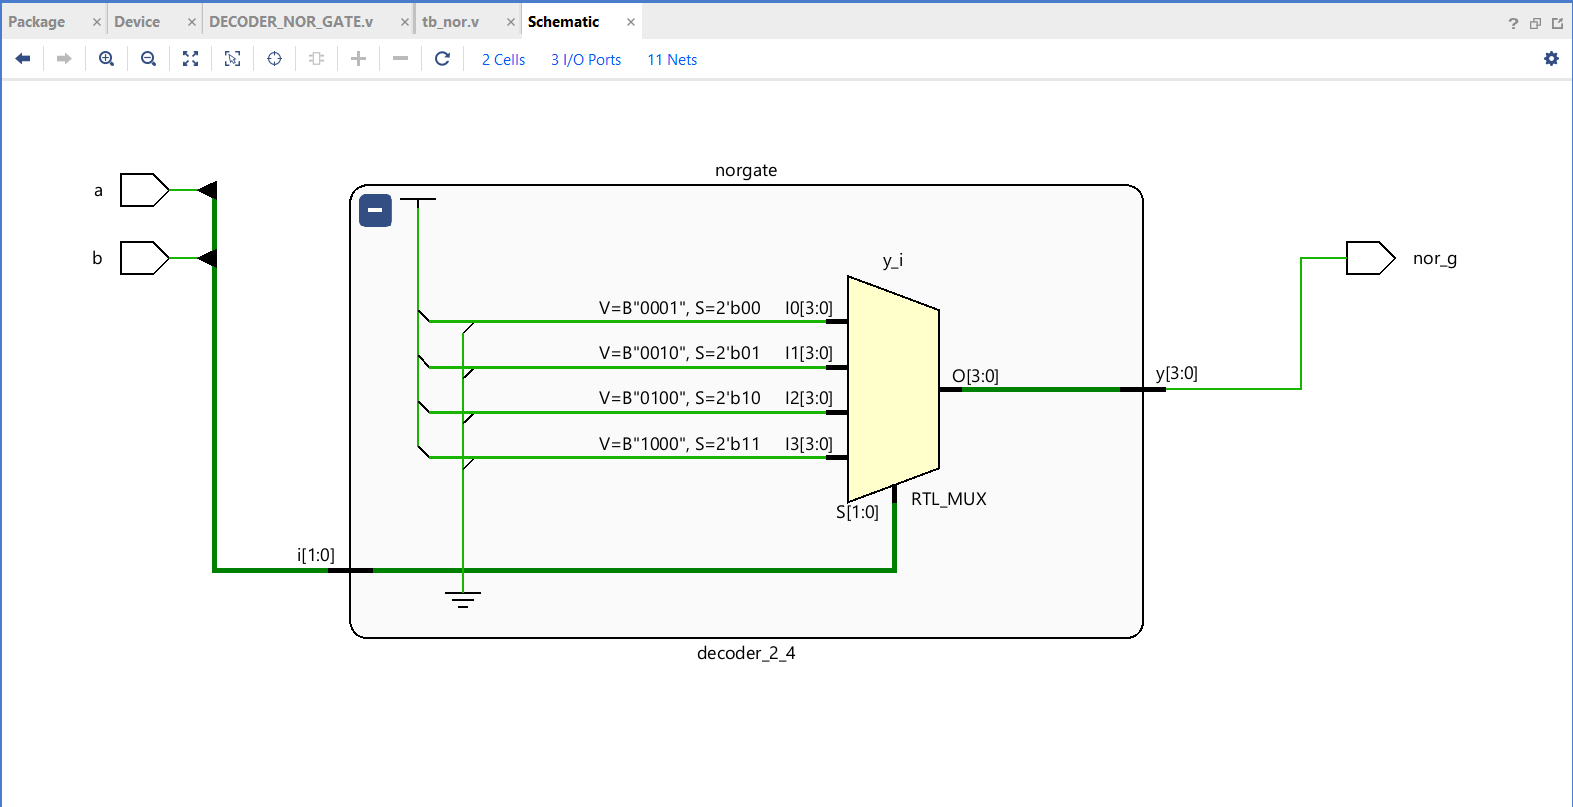 Package × Device × DECODER_NOR_GATE.v × tb_nor.v × Schematic ×
?
2 Cells 3 I/O Ports 11 Nets
norgate
a
b
y_i
nor_g
V=B"0001", S=2'b00 I0[3:0]
V=B"0010", S=2'b01 I1[3:0]
O[3:0]
y[3:0]
V=B"0100", S=2'b10 I2[3:0]
V=B"1000", S=2'b11 I3[3:0]
RTL_MUX
S[1:0]
i[1:0]
decoder_2_4